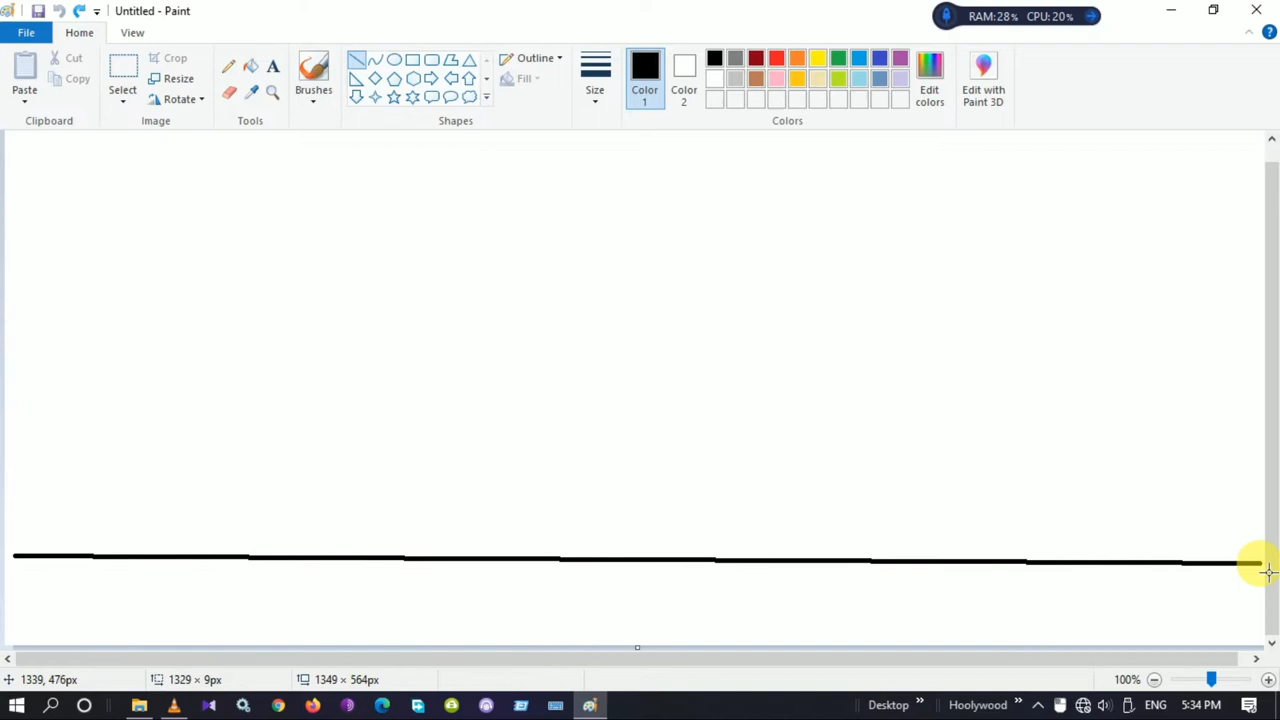 Untitled - Paint
RAM:28% CPU:20%
File Home View
Paste
Cut
Copy
Clipboard
Select
Crop
Resize
Rotate
Image
A
Tools
Brushes
Shapes
Outline
Fill
Size
Color 1
Color 2
Edit colors
Colors
Edit with Paint 3D
1339, 476px
1329 × 9px
1349 × 564px
100%
Desktop
Hoolywood
ENG
5:34 PM